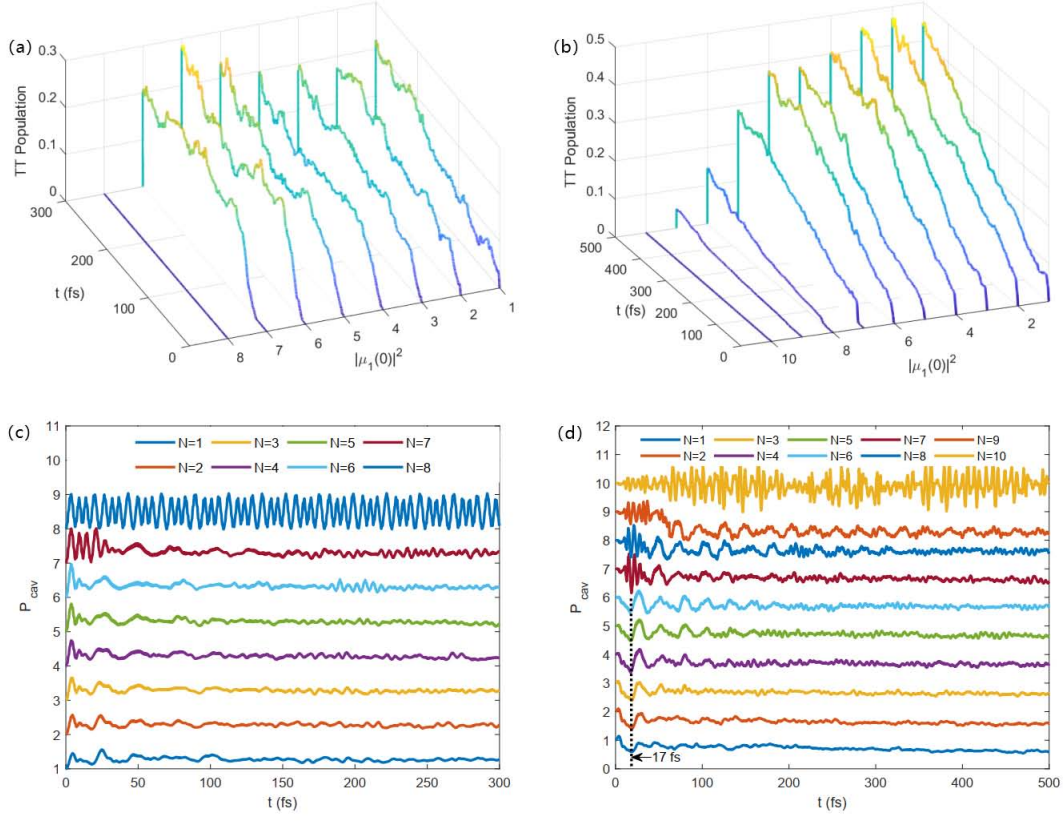 (a)
0.3
0.2
0.1
0
TT Population
300
200
100
0
t (fs)
8
7
6
5
4
3
2
1
|μ₁(0)|²
(b)
0.5
0.4
0.3
0.2
0.1
0
TT Population
500
400
300
200
100
0
t (fs)
10
8
6
4
2
|μ₁(0)|²
(c)
11
10
9
8
7
6
5
4
3
2
1
P cav
N=1 N=3 N=5 N=7
N=2 N=4 N=6 N=8
0 50 100 150 200 250 300
t (fs)
(d)
12
11
10
9
8
7
6
5
4
3
2
1
0
P cav
N=1 N=3 N=5 N=7 N=9
N=2 N=4 N=6 N=8 N=10
17 fs
0 100 200 300 400 500
t (fs)